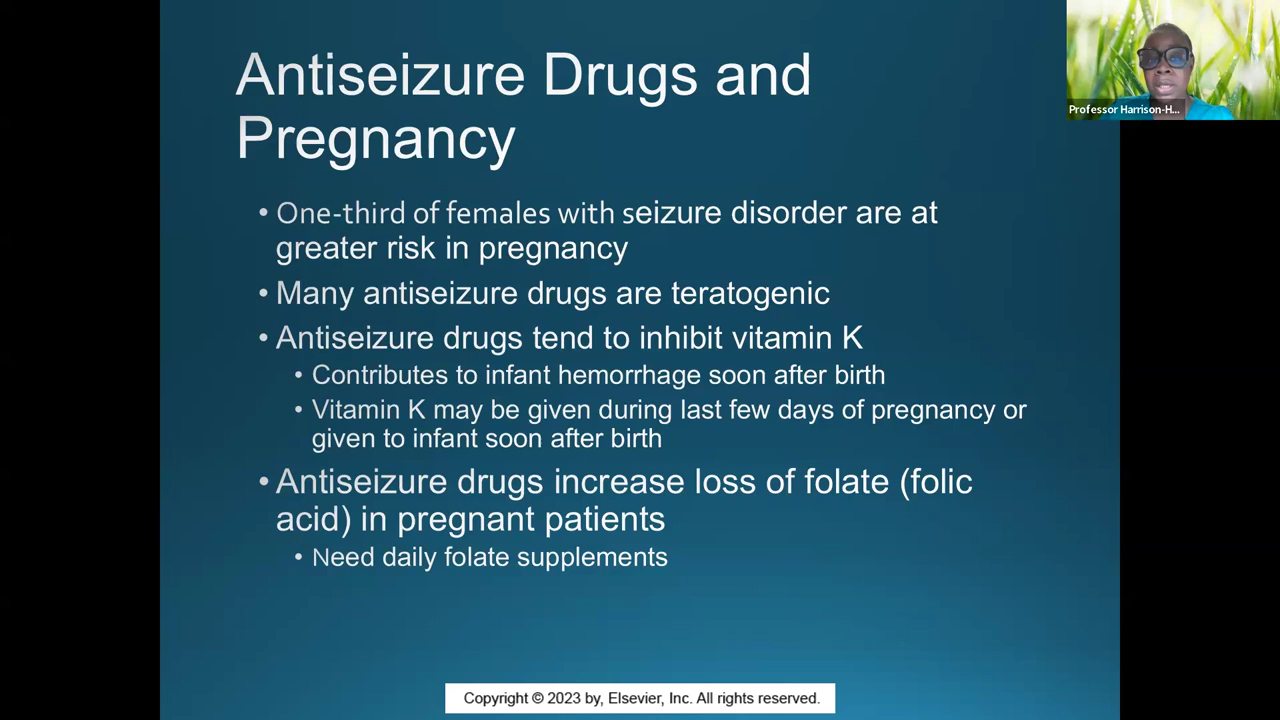 Antiseizure Drugs and
Pregnancy
Professor Harrison-H...
• One-third of females with seizure disorder are at
greater risk in pregnancy
• Many antiseizure drugs are teratogenic
• Antiseizure drugs tend to inhibit vitamin K
• Contributes to infant hemorrhage soon after birth
• Vitamin K may be given during last few days of pregnancy or
given to infant soon after birth
• Antiseizure drugs increase loss of folate (folic
acid) in pregnant patients
• Need daily folate supplements
Copyright © 2023 by, Elsevier, Inc. All rights reserved.